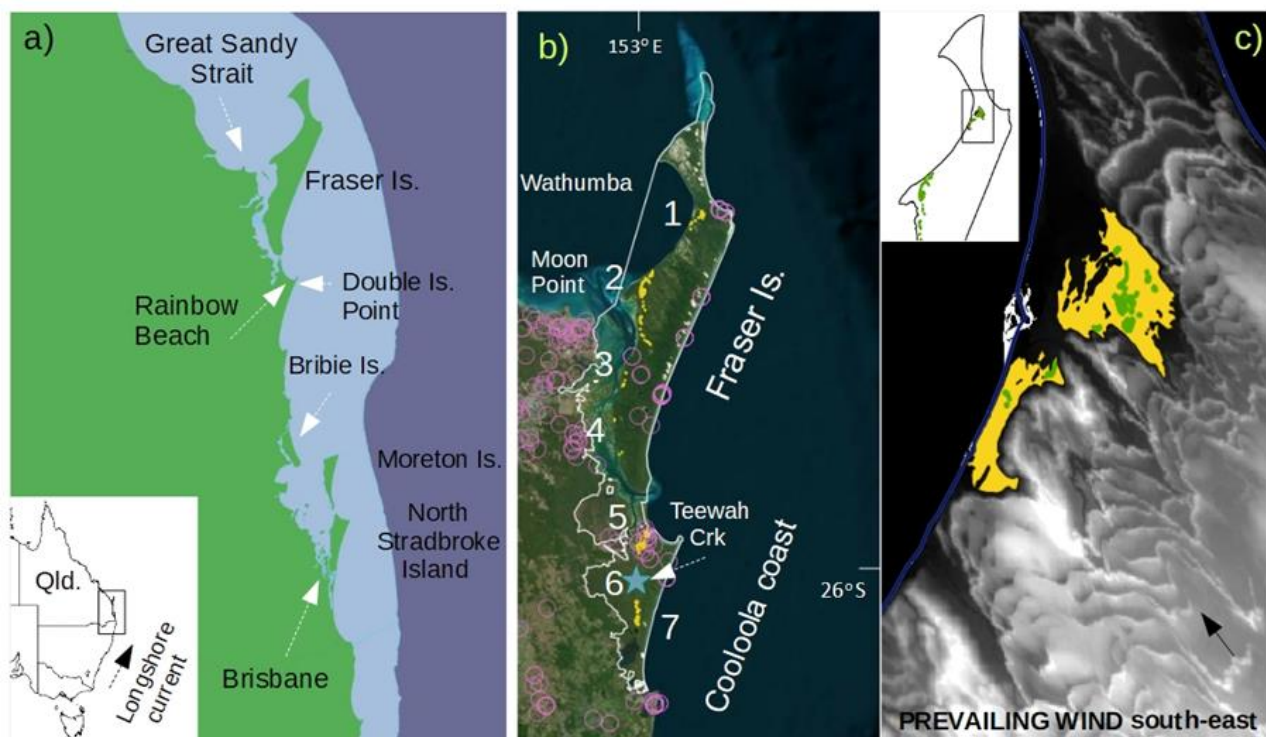 a)
Great Sandy
Strait
Fraser Is.
Rainbow
Beach
Double Is.
Point
Bribie Is.
Moreton Is.
North
Stradbroke
Island
Brisbane
Qld.
Longshore
current
b)
153° E
Wathumba
1
Moon
Point
2
3
4
Fraser Is.
5
Teewah
Crk
6
26°S
7
Cooloola coast
c)
PREVAILING WIND south-east